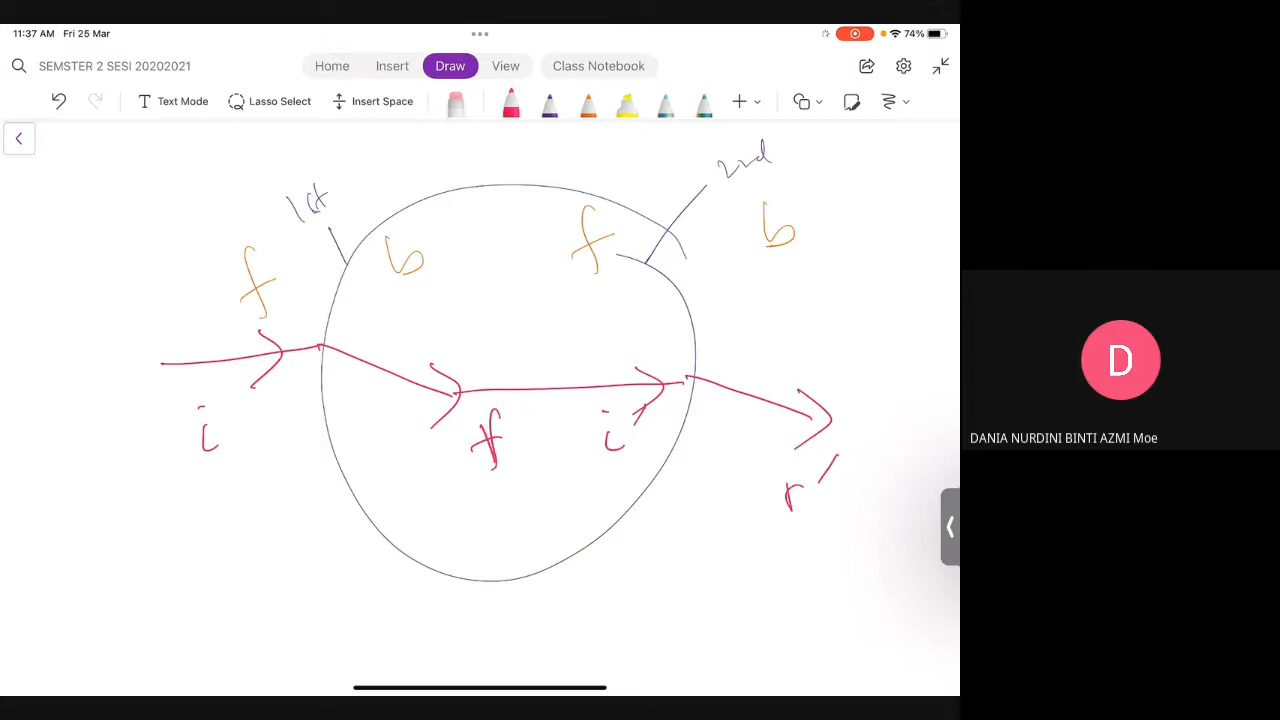 11:37 AM Fri 25 Mar
74%
SEMSTER 2 SESI 20202021
Home Insert Draw View Class Notebook
Text Mode Lasso Select Insert Space
1st
2nd
f b f b
i f i' r'
D
DANIA NURDINI BINTI AZMI Moe